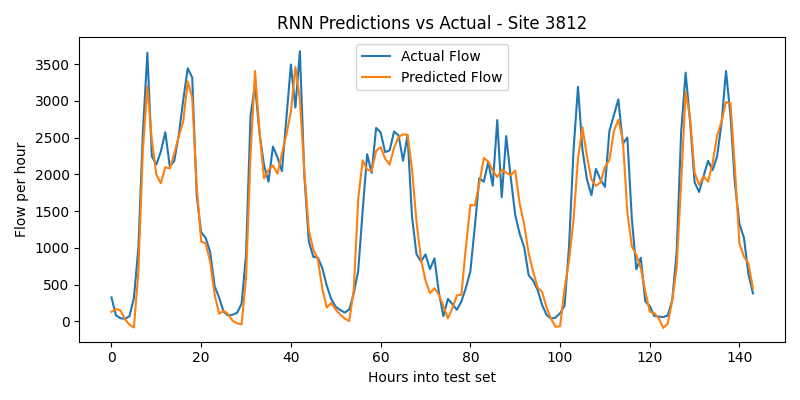 RNN Predictions vs Actual - Site 3812
Actual Flow
Predicted Flow
Flow per hour
3500
3000
2500
2000
1500
1000
500
0
0 20 40 60 80 100 120 140
Hours into test set